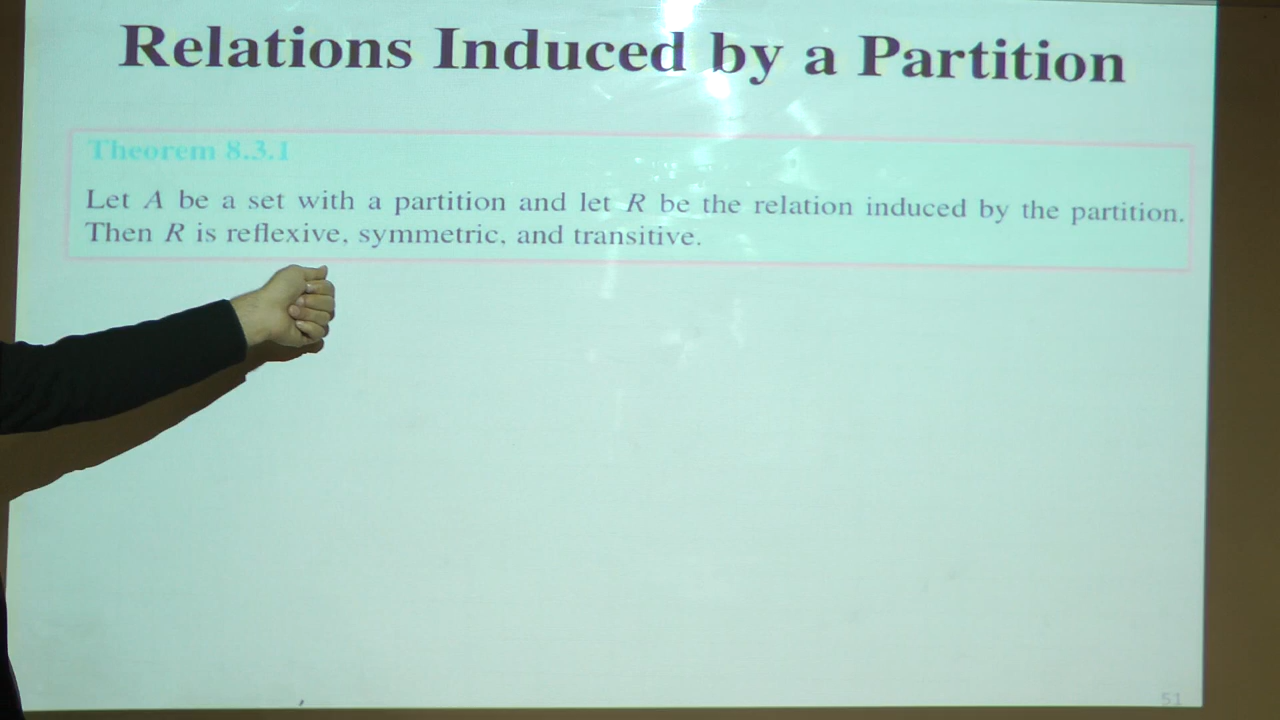 Relations Induced by a Partition
Theorem 8.3.1
Let A be a set with a partition and let R be the relation induced by the partition.
Then R is reflexive, symmetric, and transitive.
51